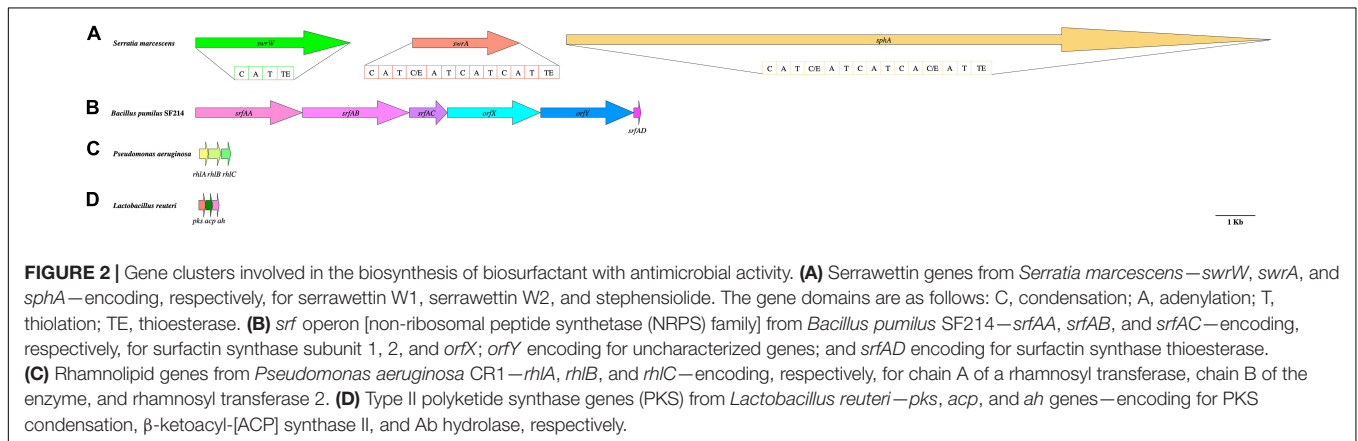 A
Serratia marcescens
swrW
swrA
sphA
C A T TE
C A T C/E A T C A T C A T TE
C A T C/E A T C A T C A C/E A T TE
B
Bacillus pumilus SF214
srfAA
srfAB
srfAC
orfX
orfY
srfAD
C
Pseudomonas aeruginosa
rhlA rhlB rhlC
D
Lactobacillus reuteri
pks acp ah
1 Kb
FIGURE 2 | Gene clusters involved in the biosynthesis of biosurfactant with antimicrobial activity. (A) Serrawettin genes from Serratia marcescens—swrW, swrA, and
sphA—encoding, respectively, for serrawettin W1, serrawettin W2, and stephensiolide. The gene domains are as follows: C, condensation; A, adenylation; T,
thiolation; TE, thioesterase. (B) srf operon [non-ribosomal peptide synthetase (NRPS) family] from Bacillus pumilus SF214—srfAA, srfAB, and srfAC—encoding,
respectively, for surfactin synthase subunit 1, 2, and orfX; orfY encoding for uncharacterized genes; and srfAD encoding for surfactin synthase thioesterase.
(C) Rhamnolipid genes from Pseudomonas aeruginosa CR1—rhlA, rhlB, and rhlC—encoding, respectively, for chain A of a rhamnosyl transferase, chain B of the
enzyme, and rhamnosyl transferase 2. (D) Type II polyketide synthase genes (PKS) from Lactobacillus reuteri—pks, acp, and ah genes—encoding for PKS
condensation, β-ketoacyl-[ACP] synthase II, and Ab hydrolase, respectively.